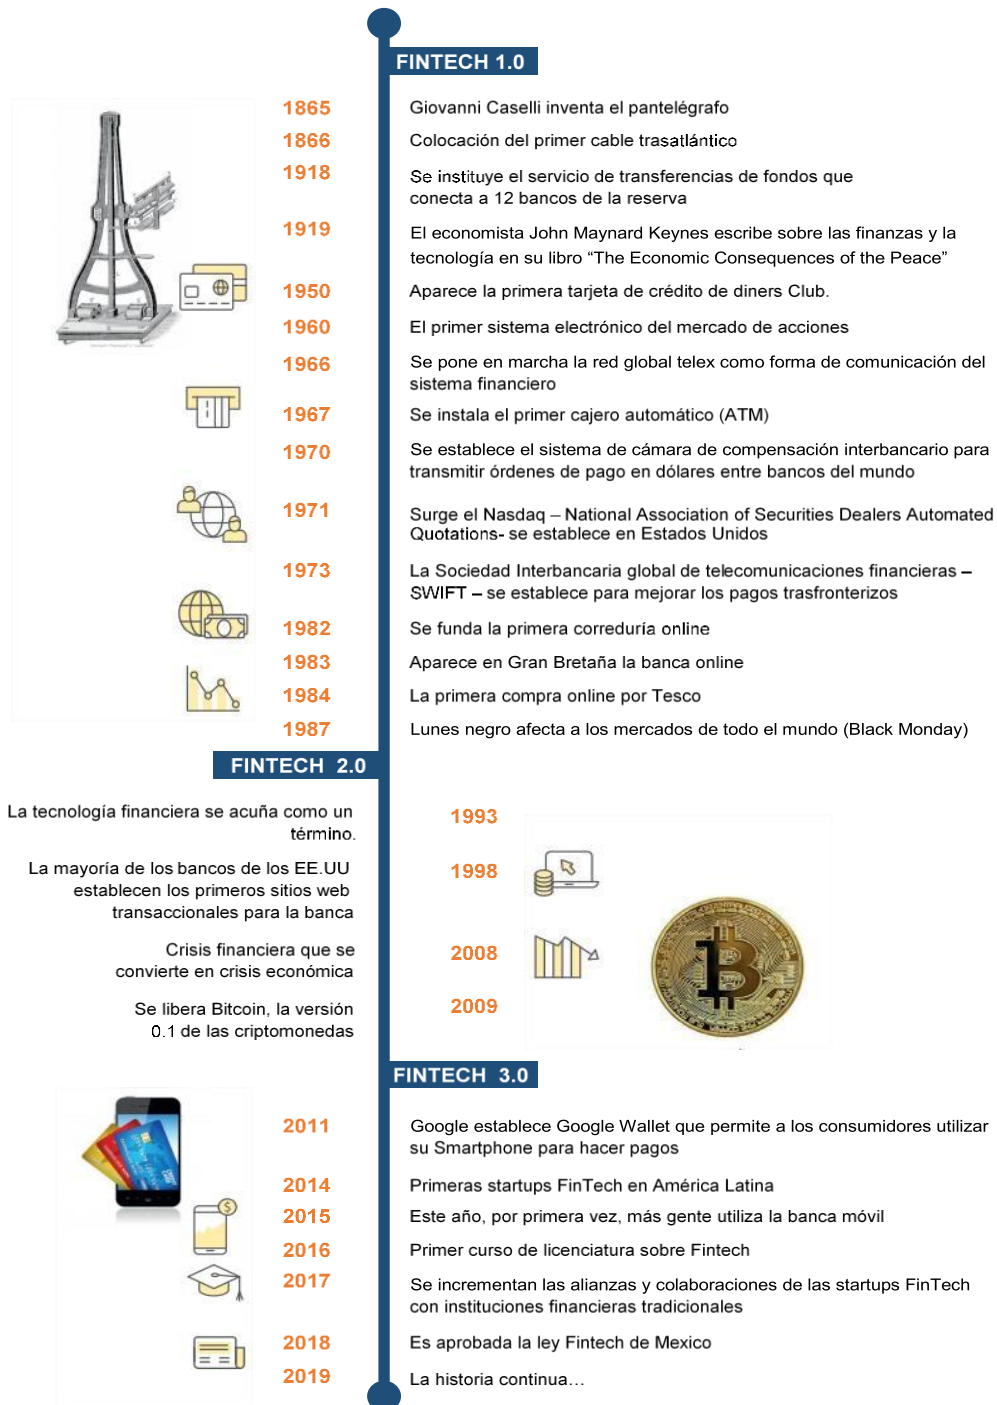 FINTECH 1.0
1865
Giovanni Caselli inventa el pantelégrafo
1866
Colocación del primer cable trasatlántico
1918
Se instituye el servicio de transferencias de fondos que
conecta a 12 bancos de la reserva
1919
El economista John Maynard Keynes escribe sobre las finanzas y la
tecnología en su libro “The Economic Consequences of the Peace”
1950
Aparece la primera tarjeta de crédito de diners Club.
1960
El primer sistema electrónico del mercado de acciones
1966
Se pone en marcha la red global telex como forma de comunicación del
sistema financiero
1967
Se instala el primer cajero automático (ATM)
1970
Se establece el sistema de cámara de compensación interbancario para
transmitir órdenes de pago en dólares entre bancos del mundo
1971
Surge el Nasdaq – National Association of Securities Dealers Automated
Quotations- se establece en Estados Unidos
1973
La Sociedad Interbancaria global de telecomunicaciones financieras –
SWIFT – se establece para mejorar los pagos trasfronterizos
1982
Se funda la primera correduría online
1983
Aparece en Gran Bretaña la banca online
1984
La primera compra online por Tesco
1987
Lunes negro afecta a los mercados de todo el mundo (Black Monday)
FINTECH 2.0
La tecnología financiera se acuña como un
término.
1993
La mayoría de los bancos de los EE.UU
establecen los primeros sitios web
transaccionales para la banca
1998
Crisis financiera que se
convierte en crisis económica
2008
Se libera Bitcoin, la versión
0.1 de las criptomonedas
2009
FINTECH 3.0
2011
Google establece Google Wallet que permite a los consumidores utilizar
su Smartphone para hacer pagos
2014
Primeras startups FinTech en América Latina
2015
Este año, por primera vez, más gente utiliza la banca móvil
2016
Primer curso de licenciatura sobre Fintech
2017
Se incrementan las alianzas y colaboraciones de las startups FinTech
con instituciones financieras tradicionales
2018
Es aprobada la ley Fintech de Mexico
2019
La historia continua…